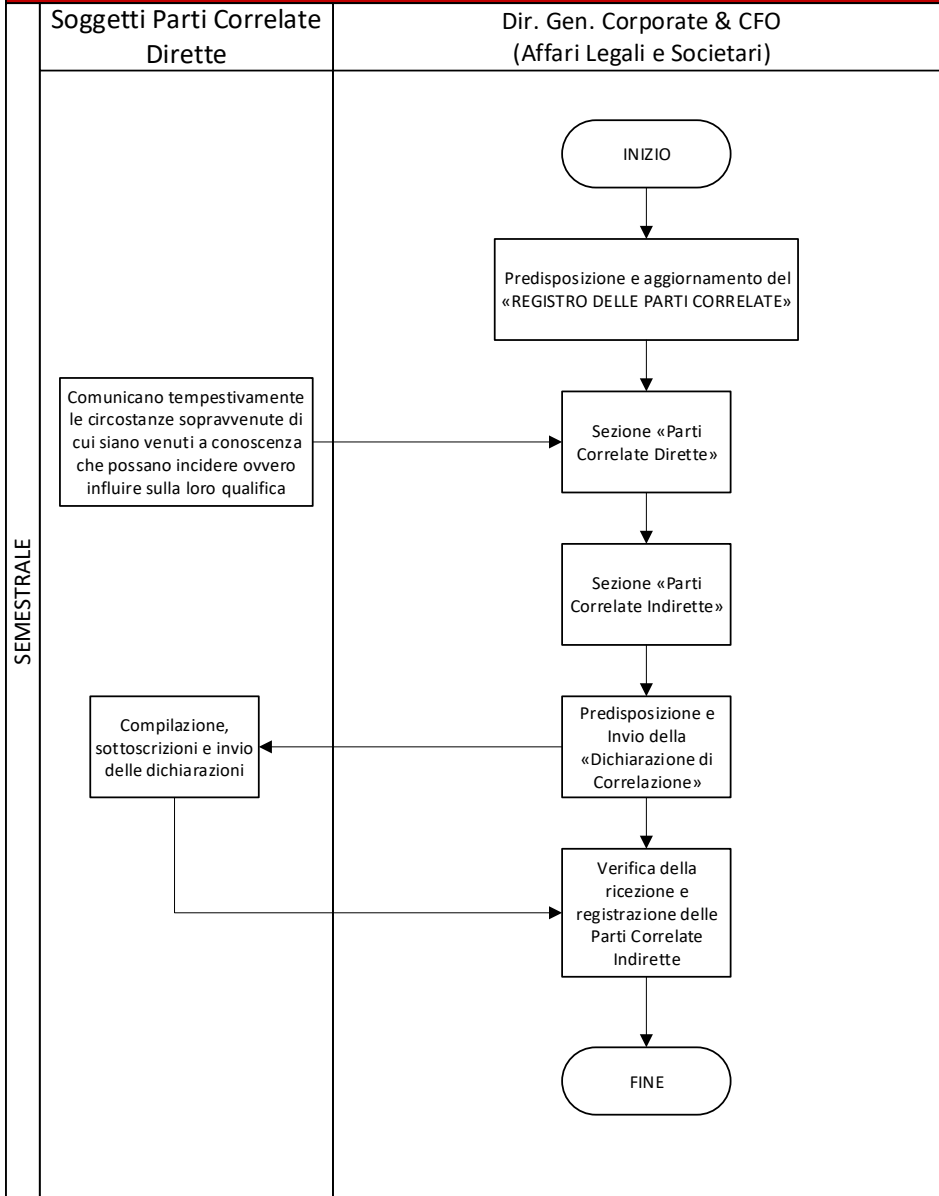 Soggetti Parti Correlate
Dirette
Dir. Gen. Corporate & CFO
(Affari Legali e Societari)
SEMESTRALE
INIZIO
Predisposizione e aggiornamento del
«REGISTRO DELLE PARTI CORRELATE»
Comunicano tempestivamente
le circostanze sopravvenute di
cui siano venuti a conoscenza
che possano incidere ovvero
influire sulla loro qualifica
Sezione «Parti
Correlate Dirette»
Sezione «Parti
Correlate Indirette»
Compilazione,
sottoscrizioni e invio
delle dichiarazioni
Predisposizione e
Invio della
«Dichiarazione di
Correlazione»
Verifica della
ricezione e
registrazione delle
Parti Correlate
Indirette
FINE